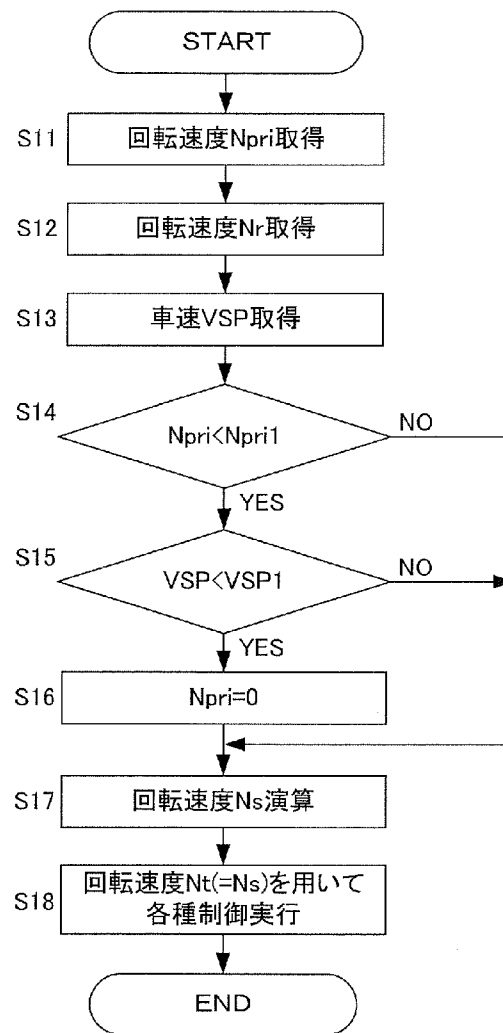 START
S11 回転速度Npri取得
S12 回転速度Nr取得
S13 車速VSP取得
S14 Npri<Npri1 NO
YES
S15 VSP<VSP1 NO
YES
S16 Npri=0
S17 回転速度Ns演算
S18 回転速度Nt(=Ns)を用いて
各種制御実行
END